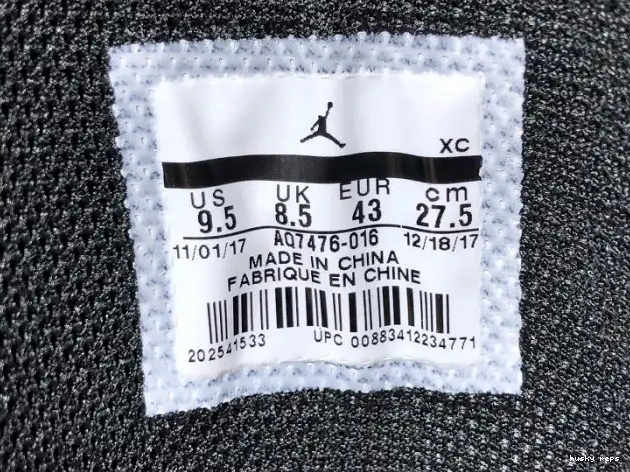 XC
US UK EUR cm
9.5 8.5 43 27.5
11/01/17 AQ7476-016 12/18/17
MADE IN CHINA
FABRIQUE EN CHINE
202541533 UPC 00883412234771
husky reps